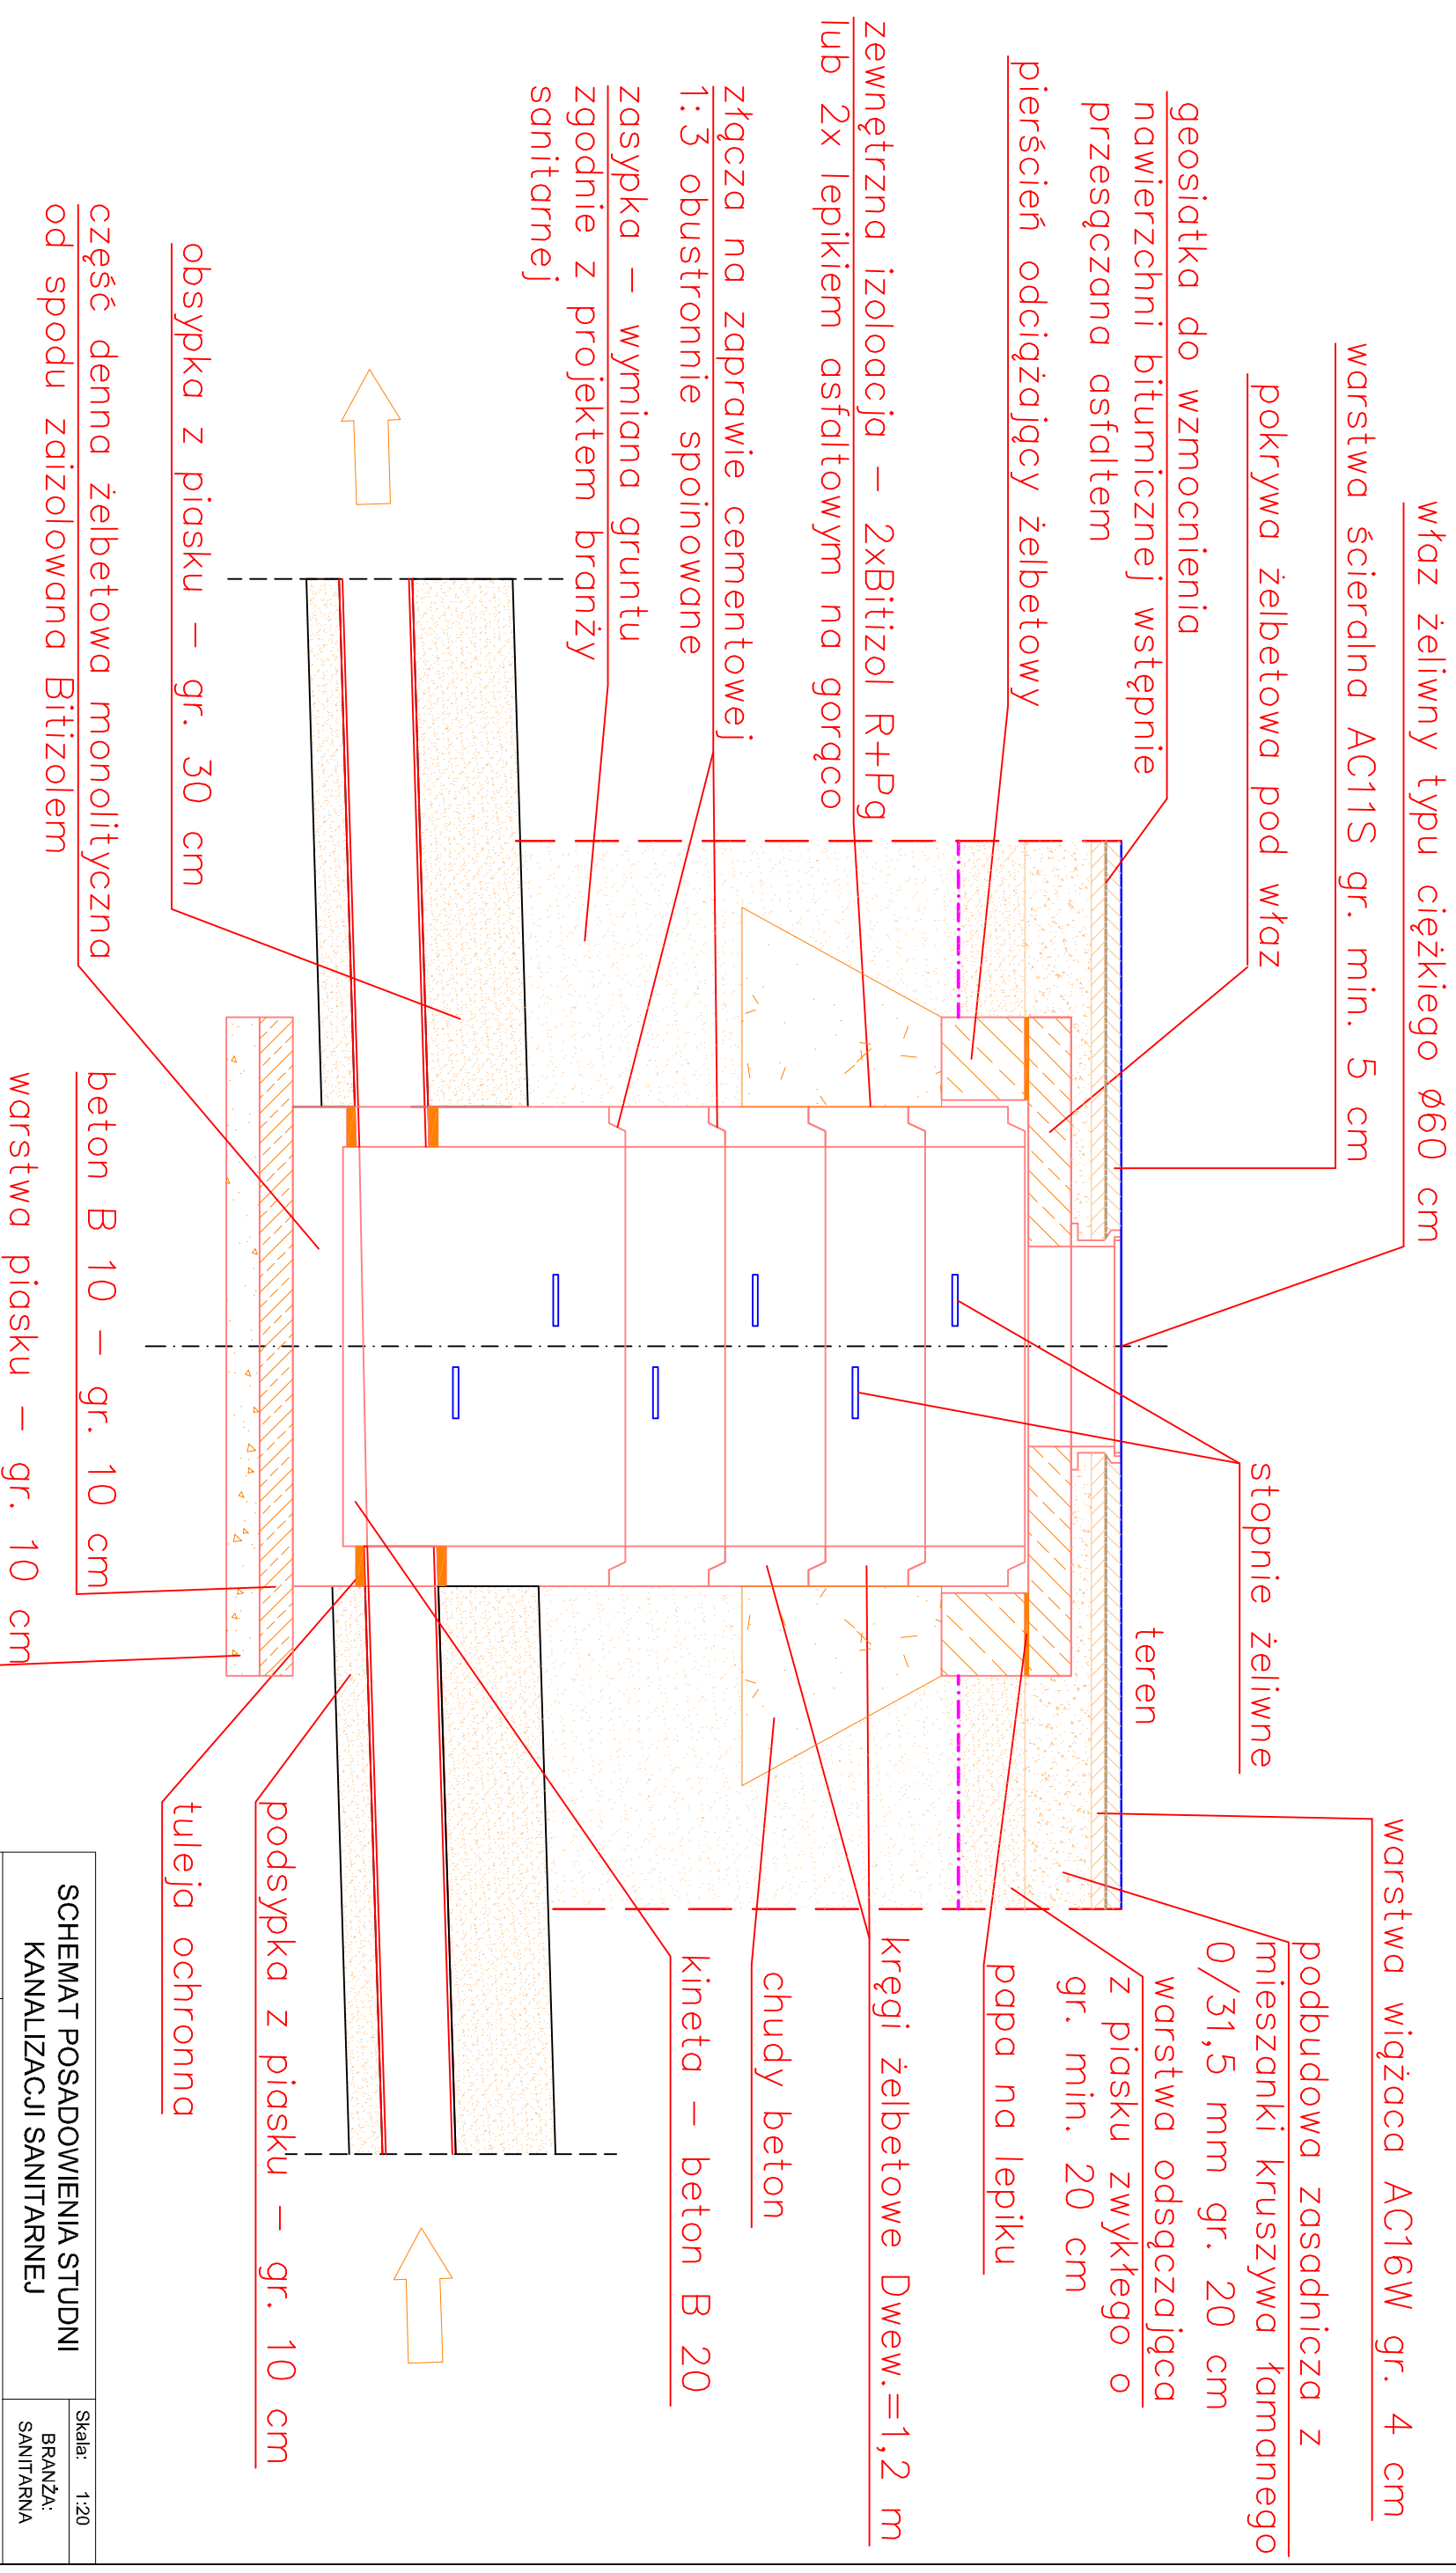 właz żeliwny typu ciężkiego Ø60 cm
warstwa ścieralna AC11S gr. min. 5 cm
pokrywa żelbetowa pod właz
geosiatka do wzmocnienia
nawierzchni bitumicznej wstępnie
przesączana asfaltem
pierścień odciążający żelbetowy
zewnętrzna izoloacja - 2xBitizol R+Pg
lub 2x lepikiem asfaltowym na gorąco
złącza na zaprawie cementowej
1:3 obustronnie spoinowane
zasypka - wymiana gruntu
zgodnie z projektem branży
sanitarnej
obsypka z piasku - gr. 30 cm
część denna żelbetowa monolityczna
od spodu zaizolowana Bitizolem
beton B 10 - gr. 10 cm
warstwa piasku - gr. 10 cm
stopnie żeliwne
teren
warstwa wiążaca AC16W gr. 4 cm
podbudowa zasadnicza z
mieszanki kruszywa łamanego
0/31,5 mm gr. 20 cm
warstwa odsączająca
z piasku zwykłego o
gr. min. 20 cm
papa na lepiku
kręgi żelbetowe Dwew.=1,2 m
chudy beton
kineta - beton B 20
podsypka z piasku - gr. 10 cm
tuleja ochronna
SCHEMAT POSADOWIENIA STUDNI
KANALIZACJI SANITARNEJ
Skala: 1:20
BRANŻA:
SANITARNA